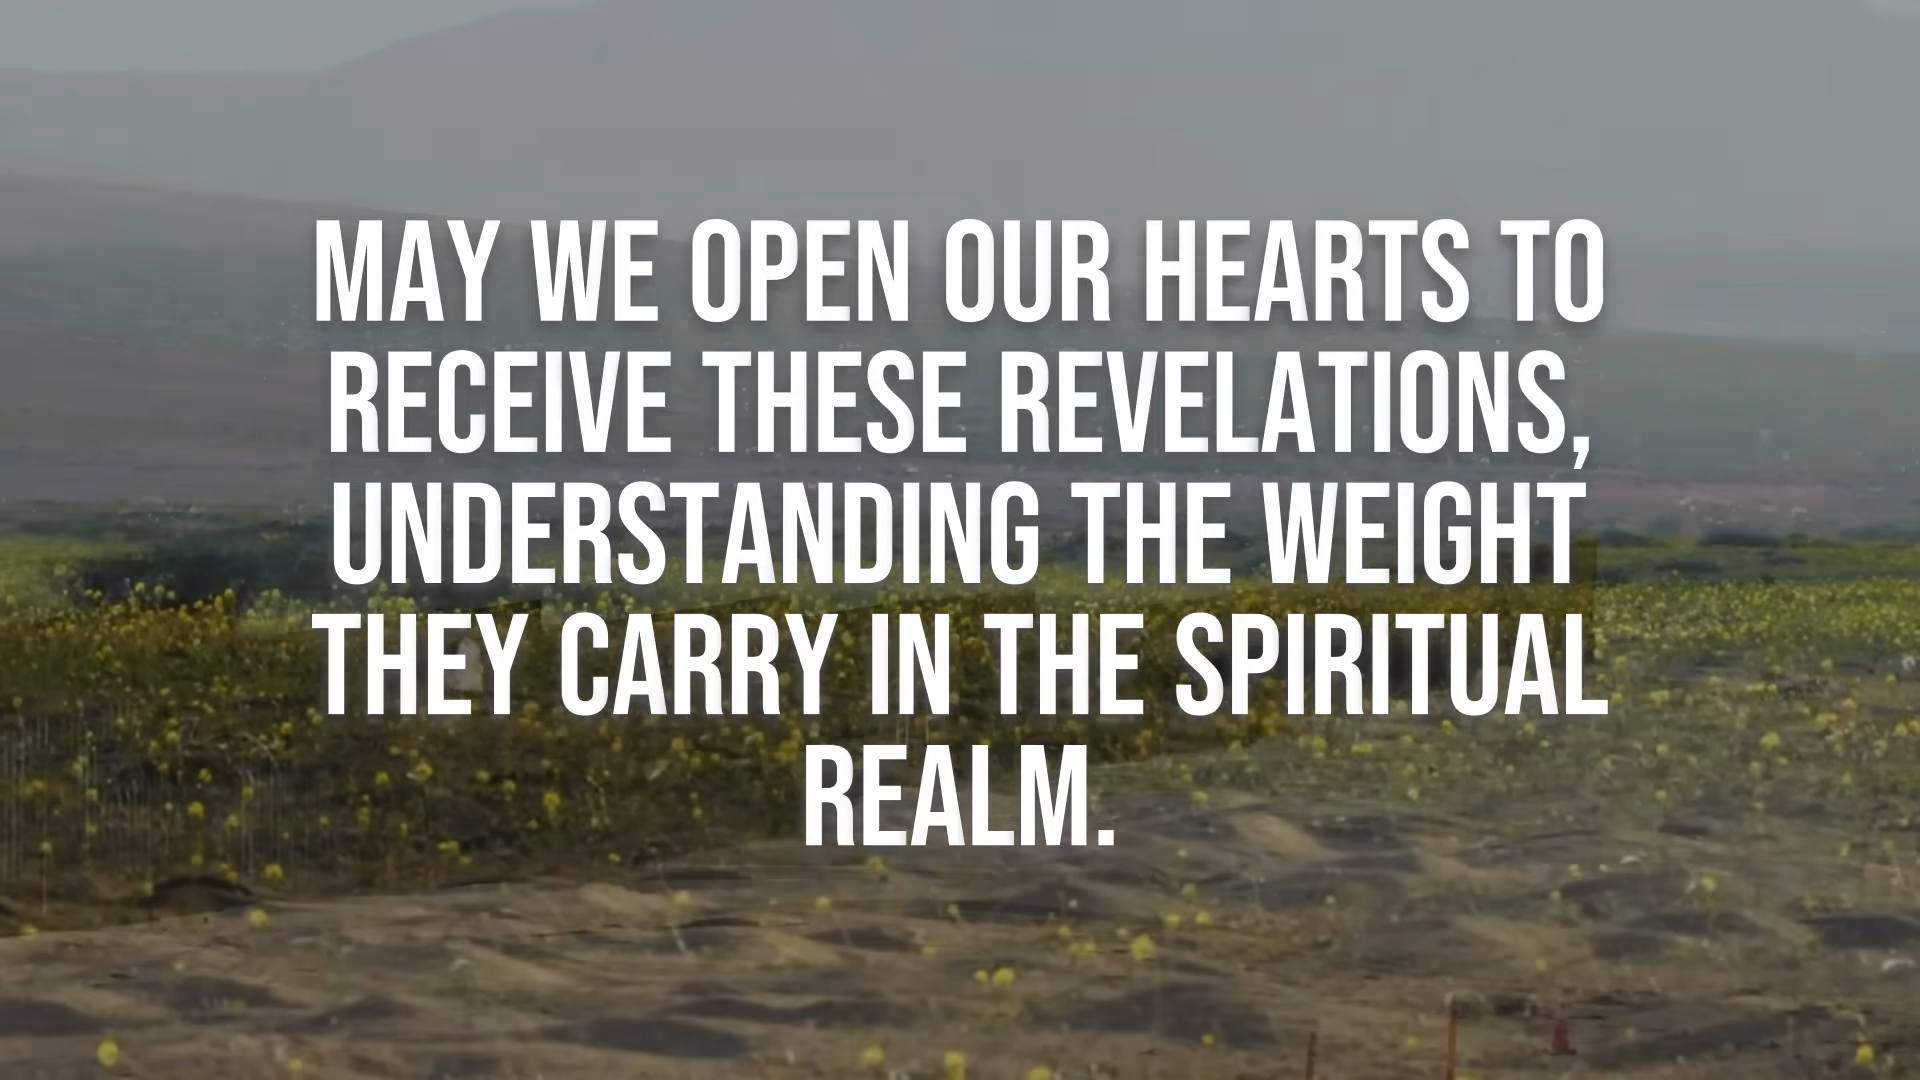 MAY WE OPEN OUR HEARTS TO
RECEIVE THESE REVELATIONS,
UNDERSTANDING THE WEIGHT
THEY CARRY IN THE SPIRITUAL
REALM.